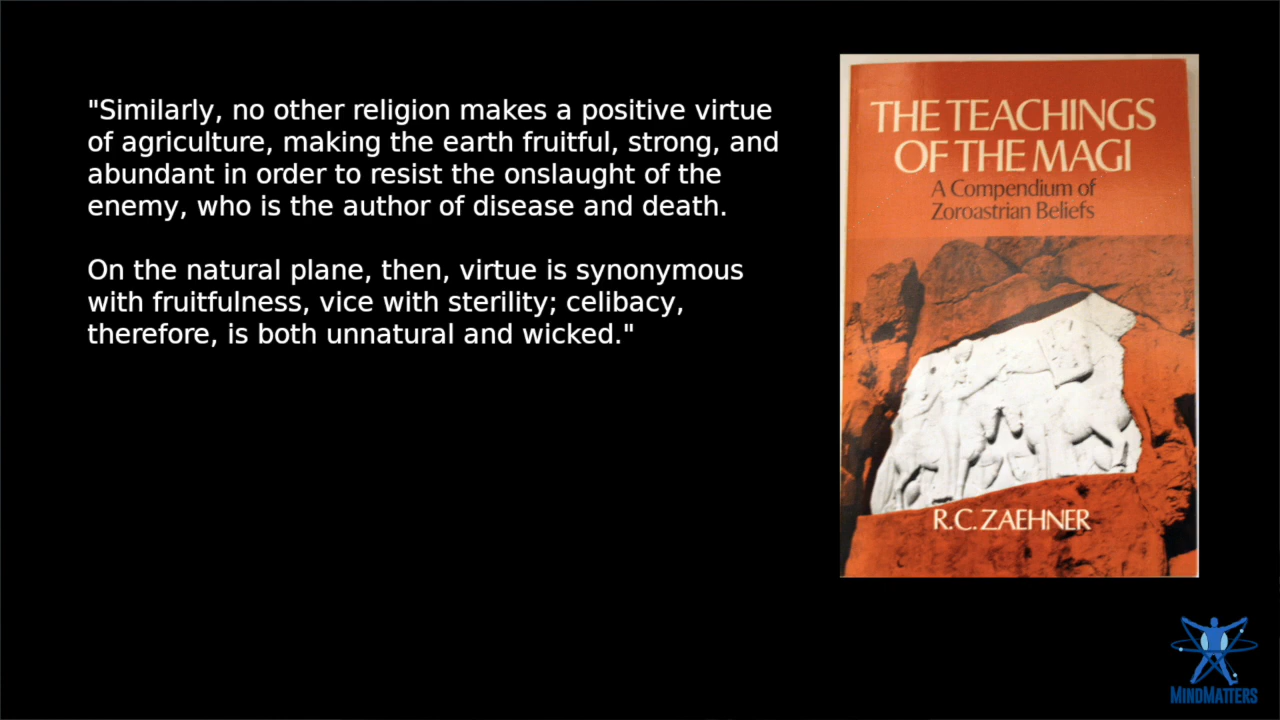 "Similarly, no other religion makes a positive virtue
of agriculture, making the earth fruitful, strong, and
abundant in order to resist the onslaught of the
enemy, who is the author of disease and death.
On the natural plane, then, virtue is synonymous
with fruitfulness, vice with sterility; celibacy,
therefore, is both unnatural and wicked."
THE TEACHINGS
OF THE MAGI
A Compendium of
Zoroastrian Beliefs
R.C. ZAEHNER
MINDMATTERS